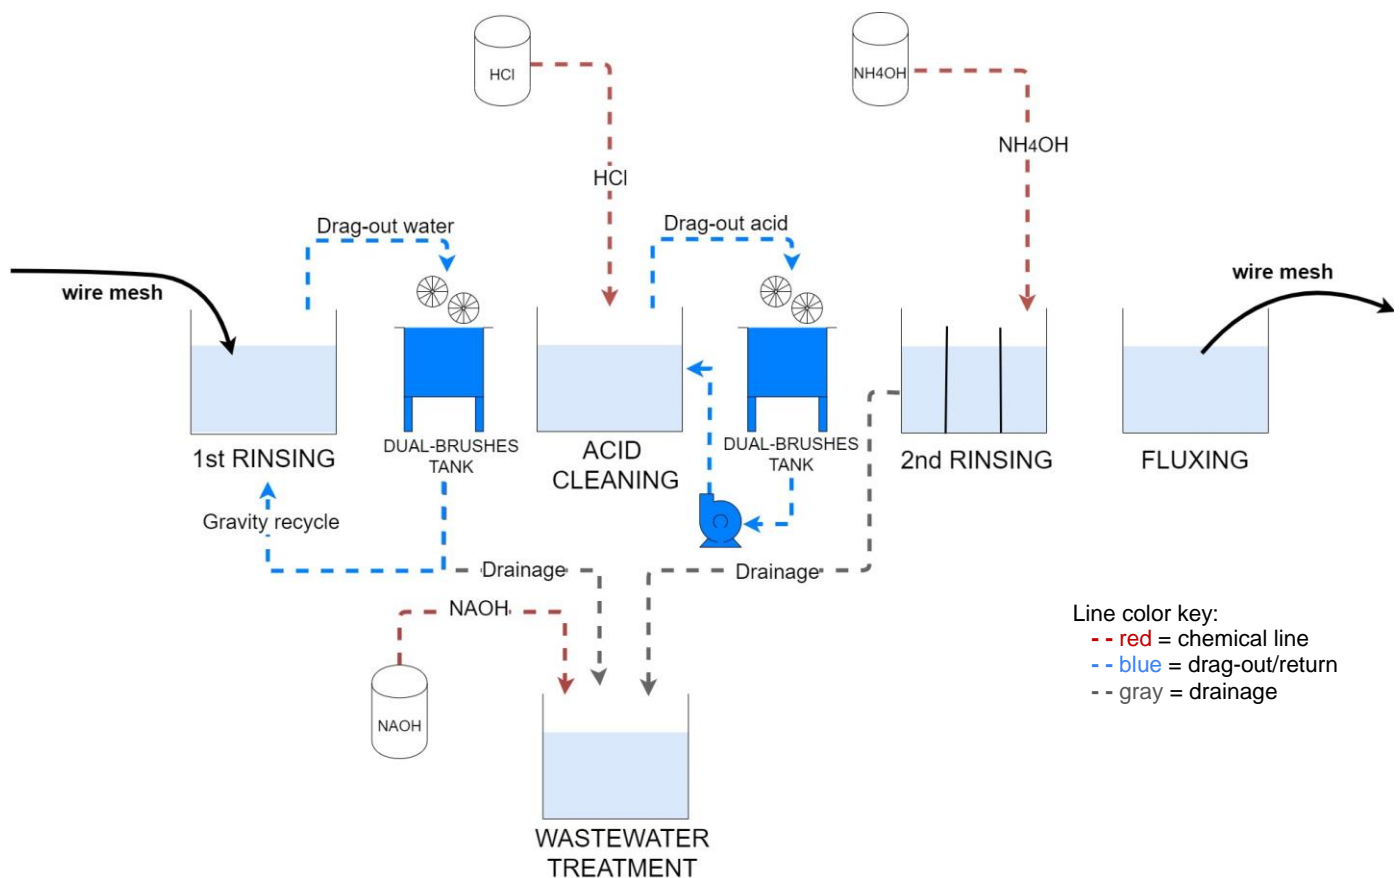 HCl
NH4OH
NH4OH
HCl
Drag-out water
Drag-out acid
wire mesh
wire mesh
DUAL-BRUSHES
TANK
DUAL-BRUSHES
TANK
1st RINSING
ACID
CLEANING
2nd RINSING
FLUXING
Gravity recycle
Drainage
Drainage
NAOH
NAOH
Line color key:
red = chemical line
blue = drag-out/return
gray = drainage
WASTEWATER
TREATMENT